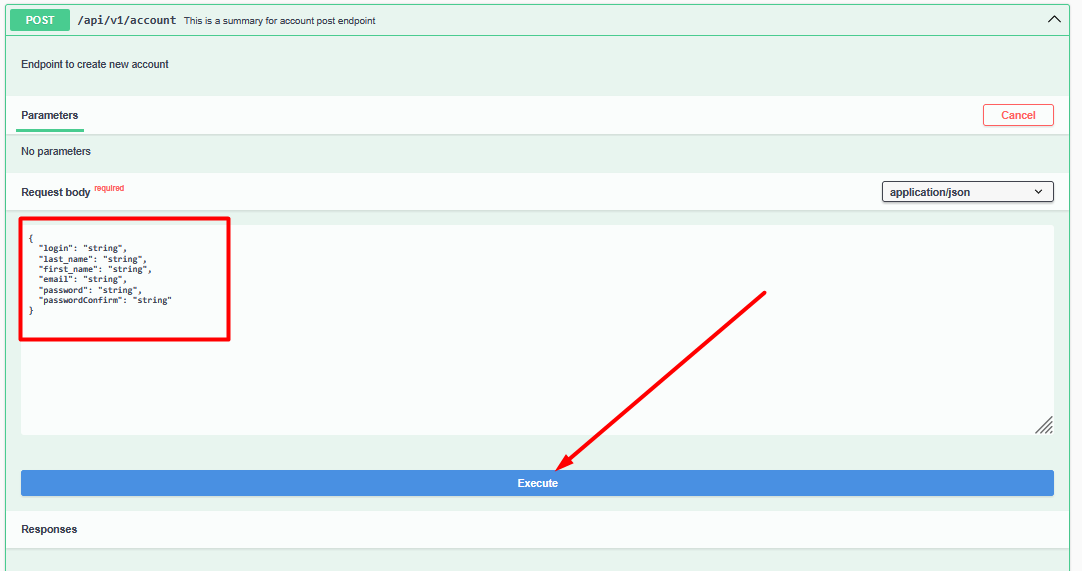 POST /api/v1/account This is a summary for account post endpoint
Endpoint to create new account
Parameters
Cancel
No parameters
Request body required
application/json
{
"login": "string",
"last_name": "string",
"first_name": "string",
"email": "string",
"password": "string",
"passwordConfirm": "string"
}
Execute
Responses